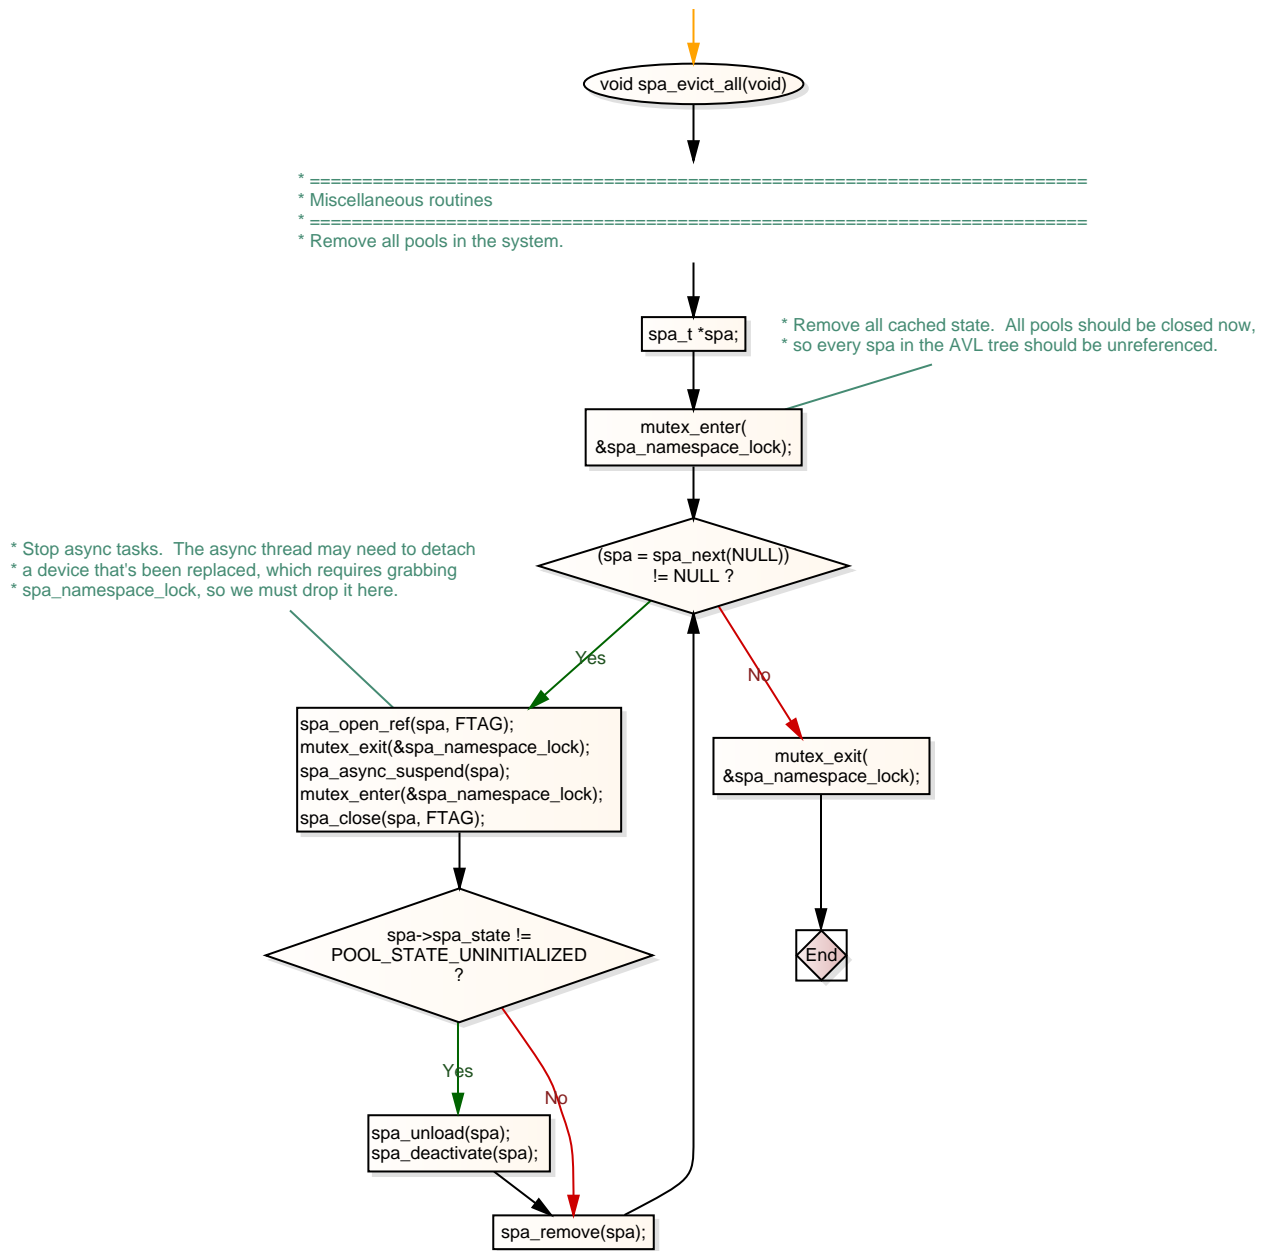 void spa_evict_all(void)
* ==========================================================================
* Miscellaneous routines
* ==========================================================================
* Remove all pools in the system.
spa_t *spa;
* Remove all cached state.  All pools should be closed now,
* so every spa in the AVL tree should be unreferenced.
mutex_enter(
&spa_namespace_lock);
(spa = spa_next(NULL))
!= NULL ?
* Stop async tasks.  The async thread may need to detach
* a device that's been replaced, which requires grabbing
* spa_namespace_lock, so we must drop it here.
Yes
No
spa_open_ref(spa, FTAG);
mutex_exit(&spa_namespace_lock);
spa_async_suspend(spa);
mutex_enter(&spa_namespace_lock);
spa_close(spa, FTAG);
mutex_exit(
&spa_namespace_lock);
spa->spa_state !=
POOL_STATE_UNINITIALIZED
?
End
Yes
No
spa_unload(spa);
spa_deactivate(spa);
spa_remove(spa);